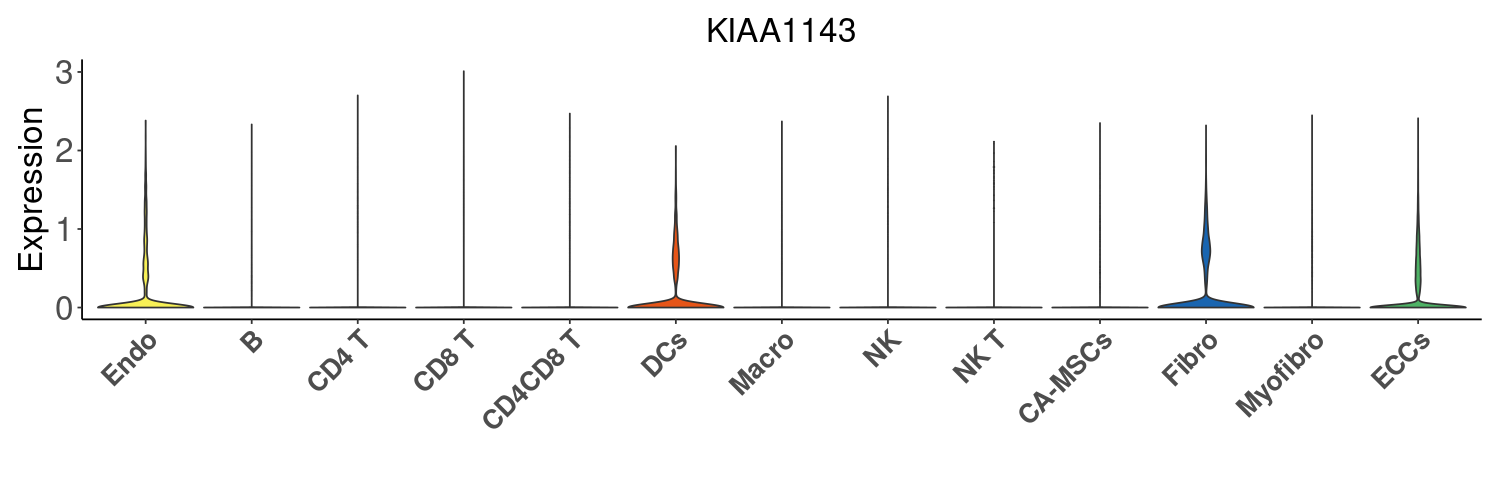 KIAA1143
Expression
3
2
1
0
Endo
B
CD4 T
CD8 T
CD4CD8 T
DCs
Macro
NK
NK T
CA-MSCs
Fibro
Myofibro
ECCs